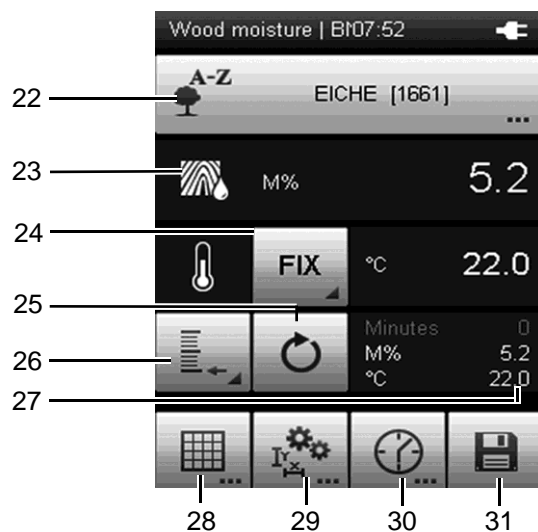 Wood moisture | BM07:52
22
A-Z
EICHE [1661]
...
23
M%
5.2
24
FIX
°C
22.0
25
26
Minutes 0
M% 5.2
°C 22.0
27
...
I Y X
...
...
28
29
30
31